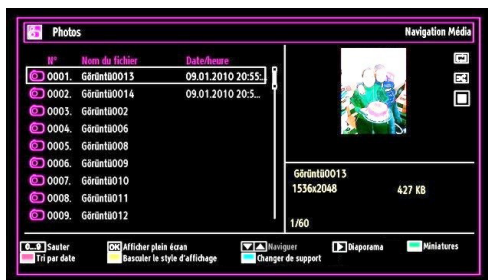 Photos Navigation Média
N° Nom du fichier Date/heure
0001. Görüntü0013 09.01.2010 20:55:..
0002. Görüntü0014 09.01.2010 20:5...
0003. Görüntü002
0004. Görüntü006
0005. Görüntü008
0006. Görüntü009
0007. Görüntü010
0008. Görüntü011
0009. Görüntü012
Görüntü0013
1536x2048 427 KB
1/60
0...9 Sauter OK Afficher plein écran Naviguer Diaporama Miniatures
Tri par date Basculer le style d'affichage Changer de support